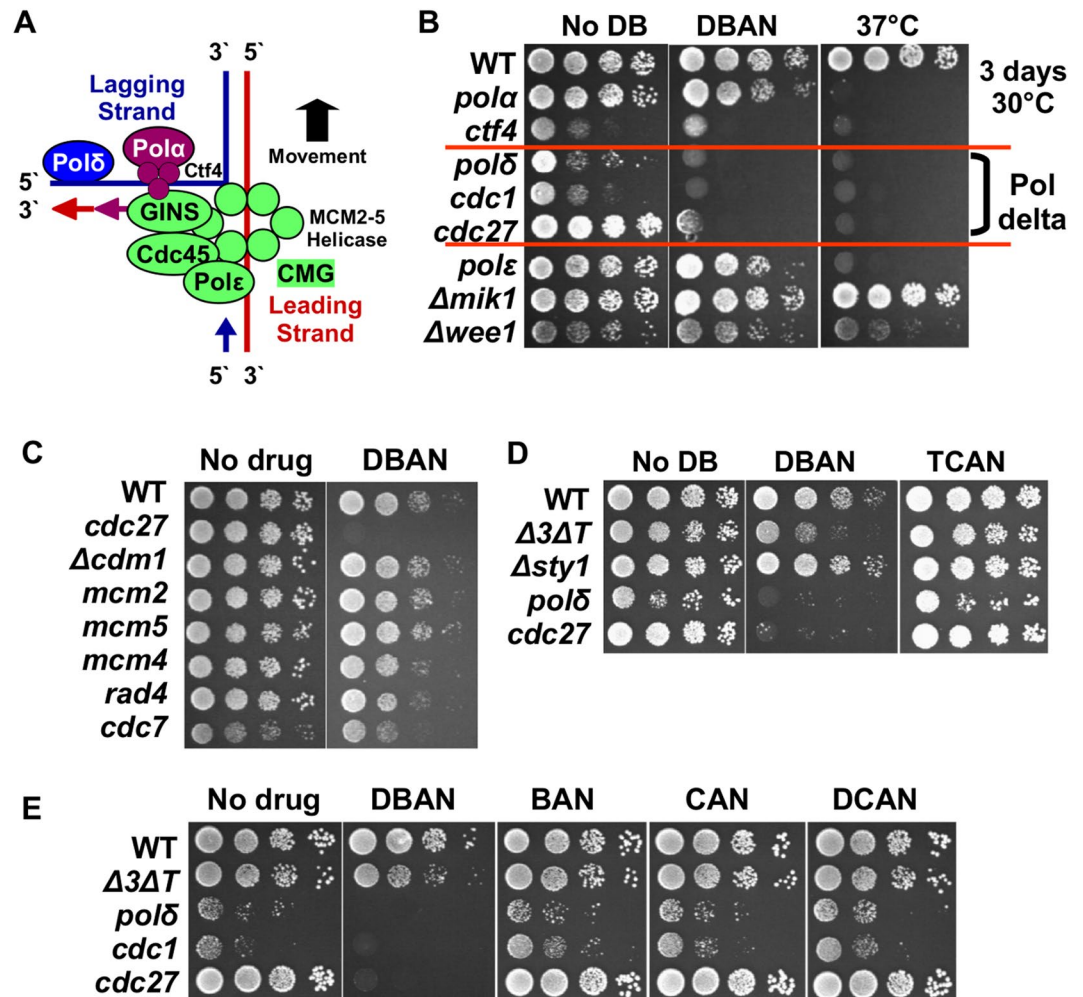 A
3` 5`
Lagging
Strand
Polα
Polδ
Ctf4
Movement
5`
3`
GINS
MCM2-5
Helicase
Cdc45
CMG
Polε
Leading
Strand
5` 3`
B
No DB DBAN 37°C
WT
polα
ctf4
polδ
cdc1
cdc27
polε
Δmik1
Δwee1
3 days
30°C
Pol
delta
C
No drug DBAN
WT
cdc27
Δcdm1
mcm2
mcm5
mcm4
rad4
cdc7
D
No DB DBAN TCAN
WT
Δ3ΔT
Δsty1
polδ
cdc27
E
No drug DBAN BAN CAN DCAN
WT
Δ3ΔT
polδ
cdc1
cdc27